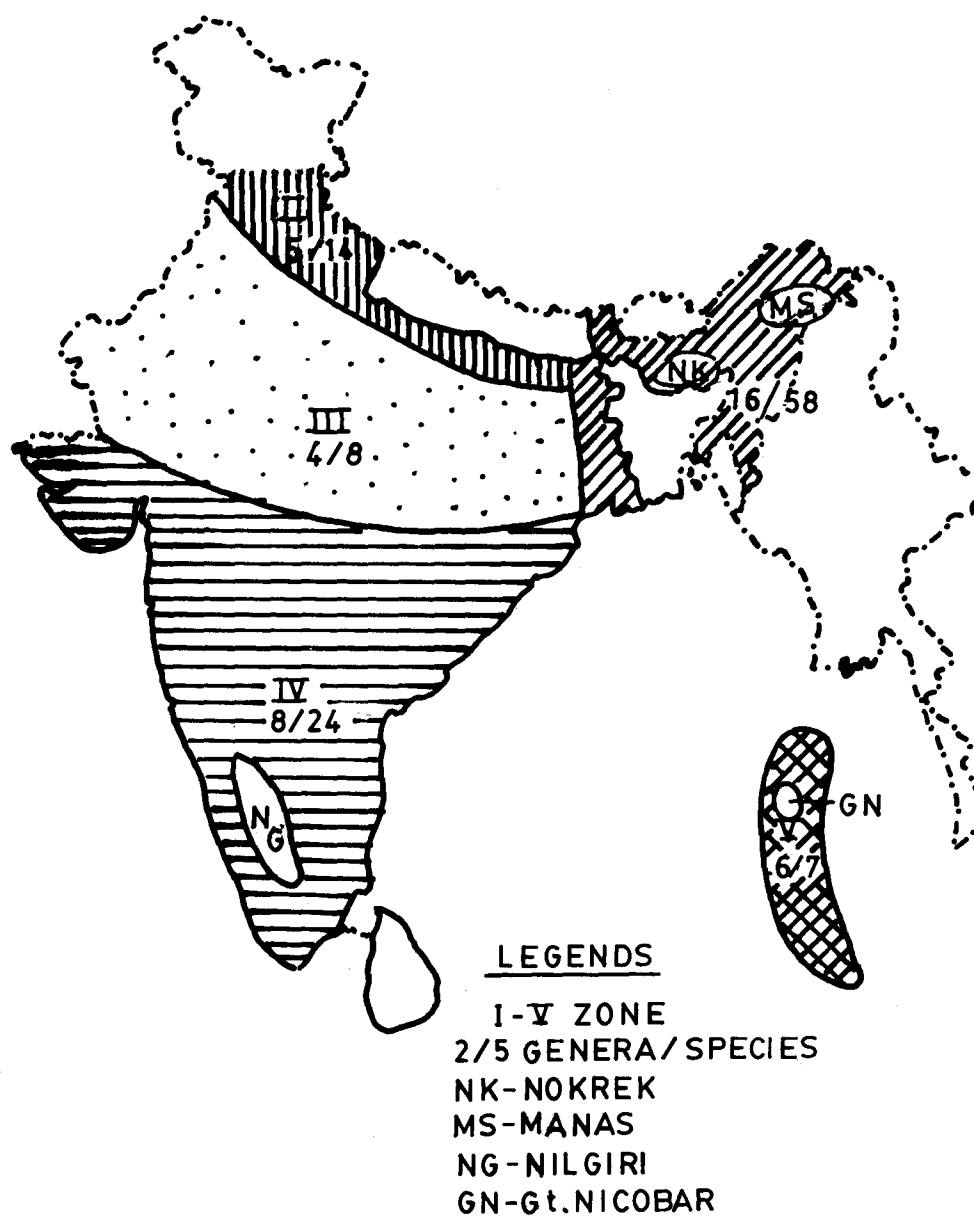 II
5/14
MS
NK
16/58
III
4/8
IV
8/24
NG
GN
V
6/7
LEGENDS
I-V ZONE
2/5 GENERA/SPECIES
NK-NOKREK
MS-MANAS
NG-NILGIRI
GN-Gt.NICOBAR